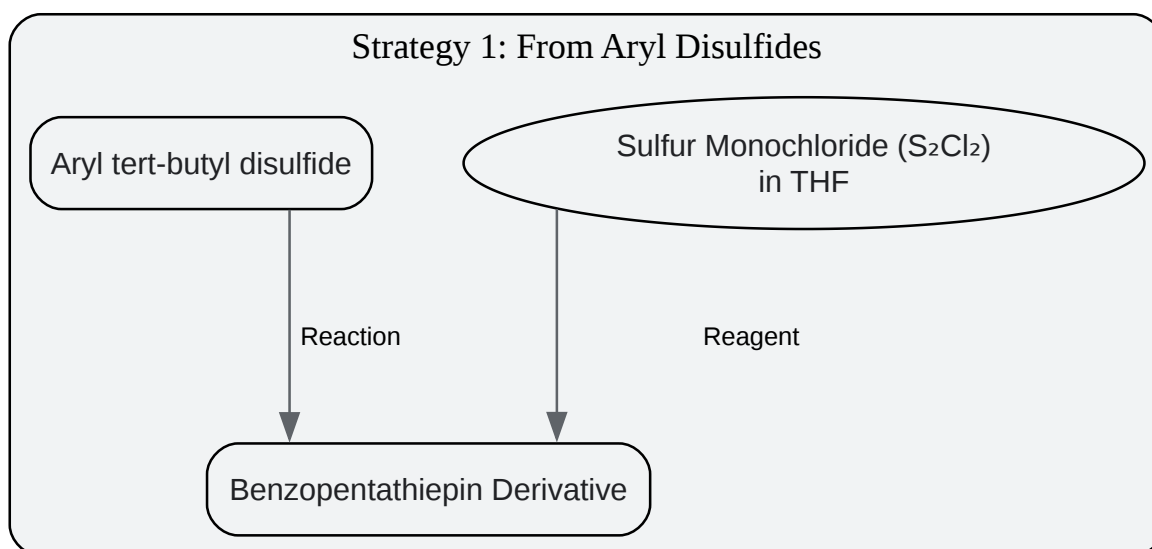 Strategy 1: From Aryl Disulfides
Aryl tert-butyl disulfide
Sulfur Monochloride (S₂Cl₂)
in THF
Reaction
Reagent
Benzopentathiepin Derivative